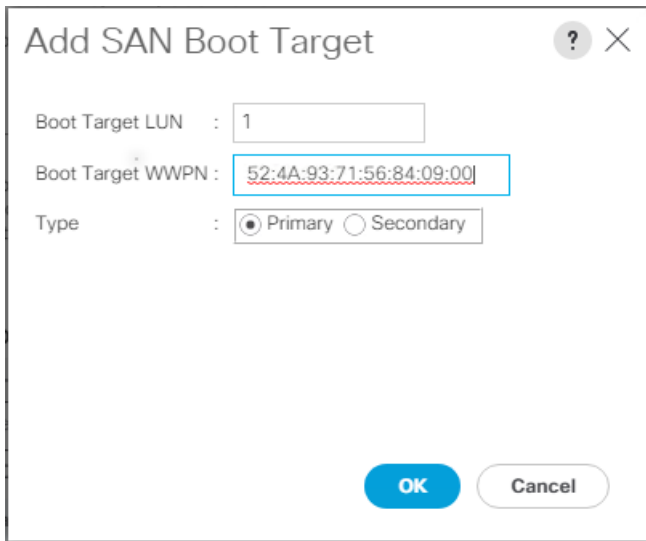 Add SAN Boot Target ? ×
Boot Target LUN : 1
Boot Target WWPN : 52:4A:93:71:56:84:09:00
Type : Primary Secondary
OK Cancel